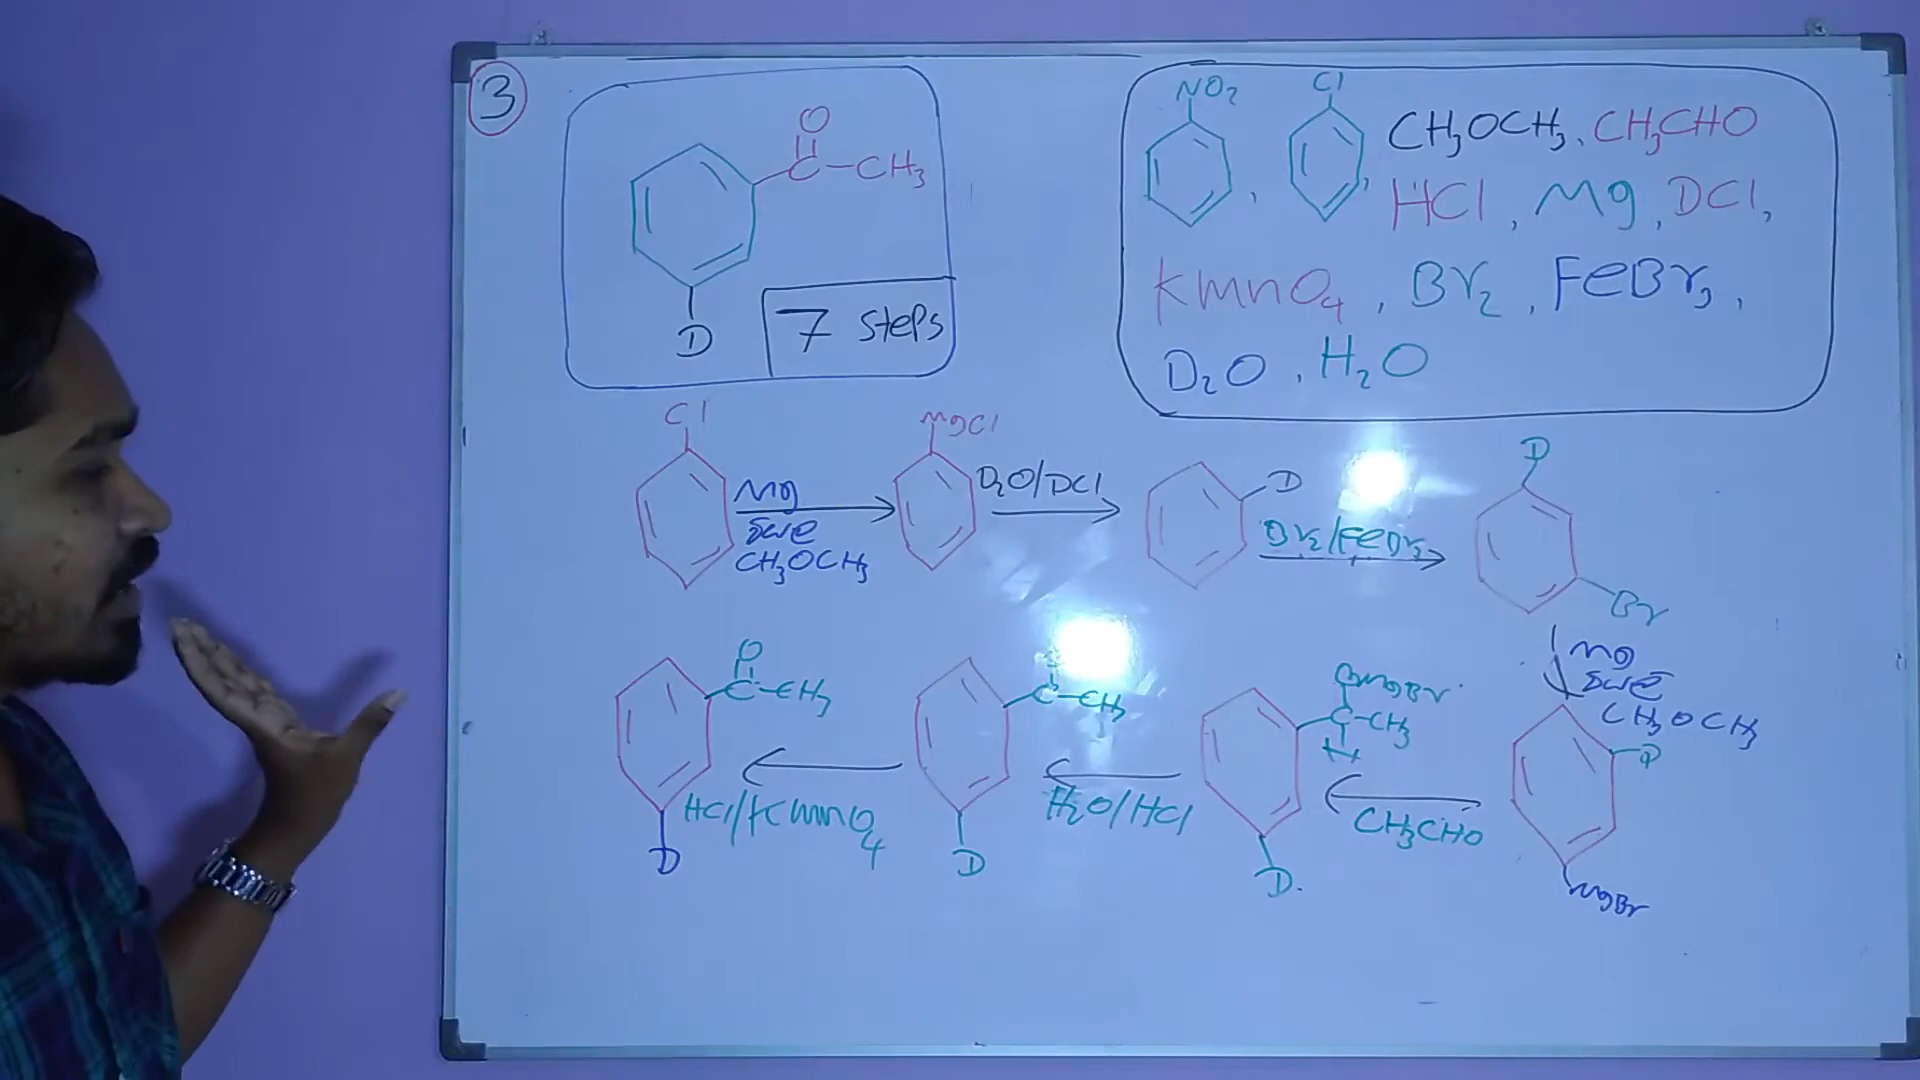 3
O
C-CH3
D
7 steps
NO2
Cl
, , CH3OCH3, CH3CHO
HCl, Mg, DCl,
KMnO4, Br2, FeBr3,
D2O, H2O
Cl
Mg
CH3OCH3
MgCl
D2O/DCl
D
Br2/FeBr3
D
Br
Mg
CH3OCH3
D
MgBr
CH3CHO
OMgBr
C-CH3
H
D.
H2O/HCl
C-CH3
D
HCl/KMnO4
O
C-CH3
D